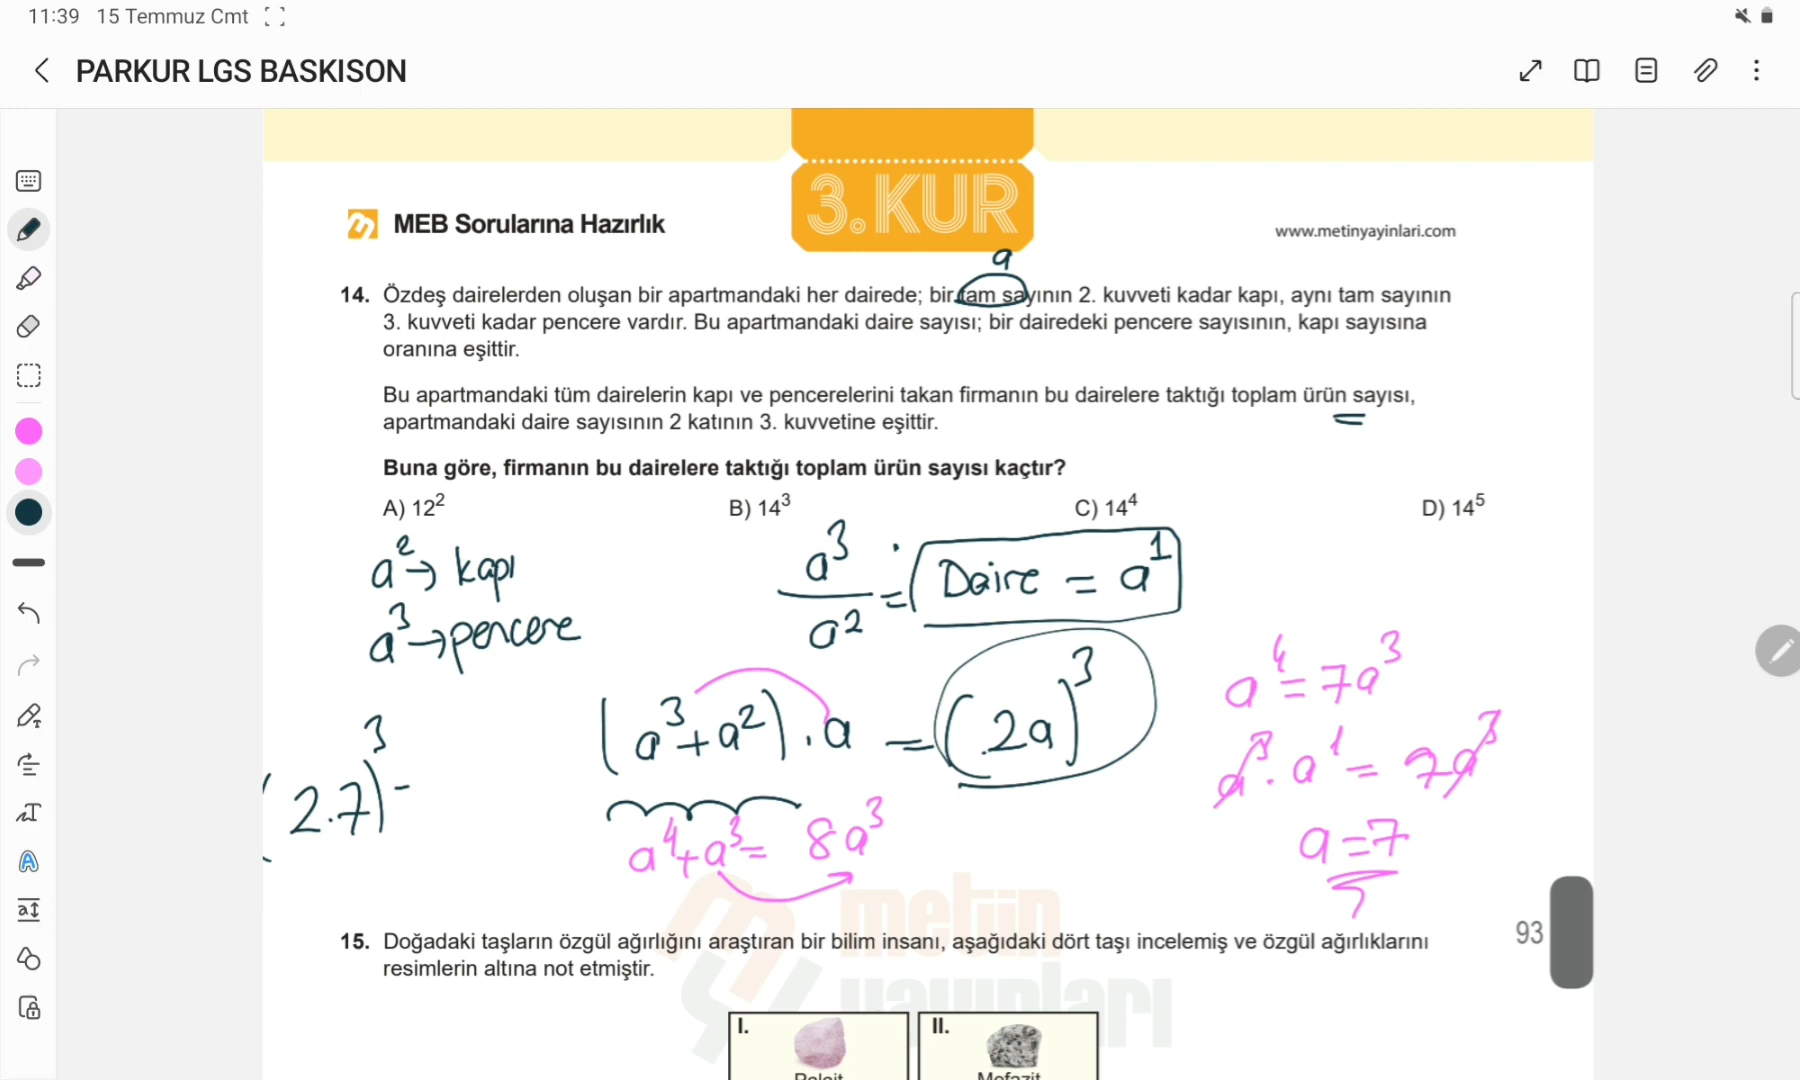 11:39 15 Temmuz Cmt
PARKUR LGS BASKISON
3.KUR
MEB Sorularına Hazırlık
www.metinyayinlari.com
a
14. Özdeş dairelerden oluşan bir apartmandaki her dairede; bir tam sayının 2. kuvveti kadar kapı, aynı tam sayının
3. kuvveti kadar pencere vardır. Bu apartmandaki daire sayısı; bir dairedeki pencere sayısının, kapı sayısına
oranına eşittir.
Bu apartmandaki tüm dairelerin kapı ve pencerelerini takan firmanın bu dairelere taktığı toplam ürün sayısı,
apartmandaki daire sayısının 2 katının 3. kuvvetine eşittir.
Buna göre, firmanın bu dairelere taktığı toplam ürün sayısı kaçtır?
A) 12² B) 14³ C) 14⁴ D) 14⁵
a² → kapı
a³ → pencere
a³ / a² = Daire = a¹
(a³ + a²) . a = (2a)³
a⁴ + a³ = 8a³
a⁴ = 7a³
a³ . a¹ = 7a³
a = 7
(2.7)³ -
93
metin
yayınları
15. Doğadaki taşların özgül ağırlığını araştıran bir bilim insanı, aşağıdaki dört taşı incelemiş ve özgül ağırlıklarını
resimlerin altına not etmiştir.
I. II.